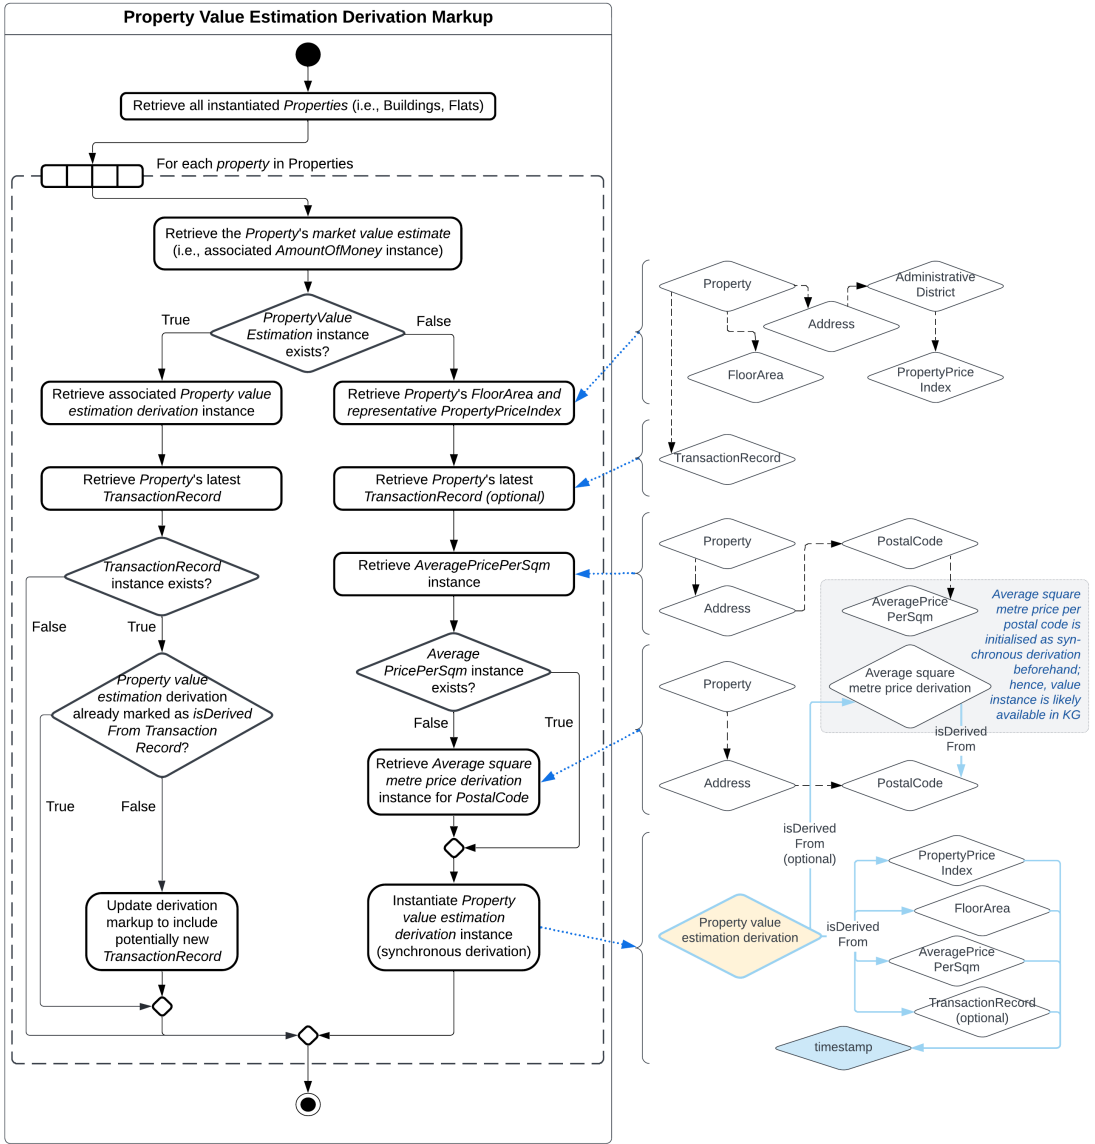 Property Value Estimation Derivation Markup
Retrieve all instantiated Properties (i.e., Buildings, Flats)
For each property in Properties
Retrieve the Property's market value estimate
(i.e., associated AmountOfMoney instance)
PropertyValue
Estimation instance
exists?
True
False
Retrieve associated Property value
estimation derivation instance
Retrieve Property's latest
TransactionRecord
TransactionRecord
instance exists?
False
True
Property value
estimation derivation
already marked as isDerived
From Transaction
Record?
True
False
Update derivation
markup to include
potentially new
TransactionRecord
Retrieve Property's FloorArea and
representative PropertyPriceIndex
Retrieve Property's latest
TransactionRecord (optional)
Retrieve AveragePricePerSqm
instance
Average
PricePerSqm instance
exists?
False
True
Retrieve Average square
metre price derivation
instance for PostalCode
Instantiate Property
value estimation
derivation instance
(synchronous derivation)
Property
Administrative
District
Address
FloorArea
PropertyPrice
Index
TransactionRecord
Property
PostalCode
Address
AveragePrice
PerSqm
Average square
metre price per
postal code is
initialised as syn-
chronous derivation
beforehand;
hence, value
instance is likely
available in KG
Property
Average square
metre price derivation
isDerived
From
Address
PostalCode
isDerived
From
(optional)
PropertyPrice
Index
Property value
estimation derivation
isDerived
From
FloorArea
AveragePrice
PerSqm
TransactionRecord
(optional)
timestamp